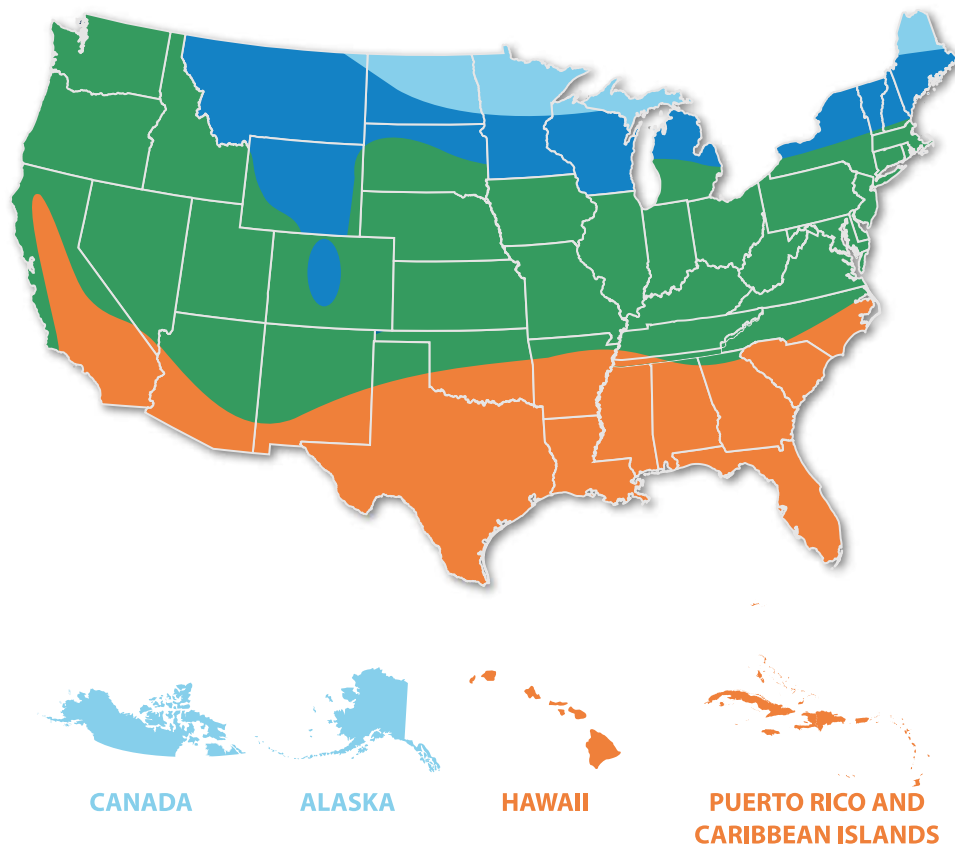 CANADA
ALASKA
HAWAII
PUERTO RICO AND
CARIBBEAN ISLANDS